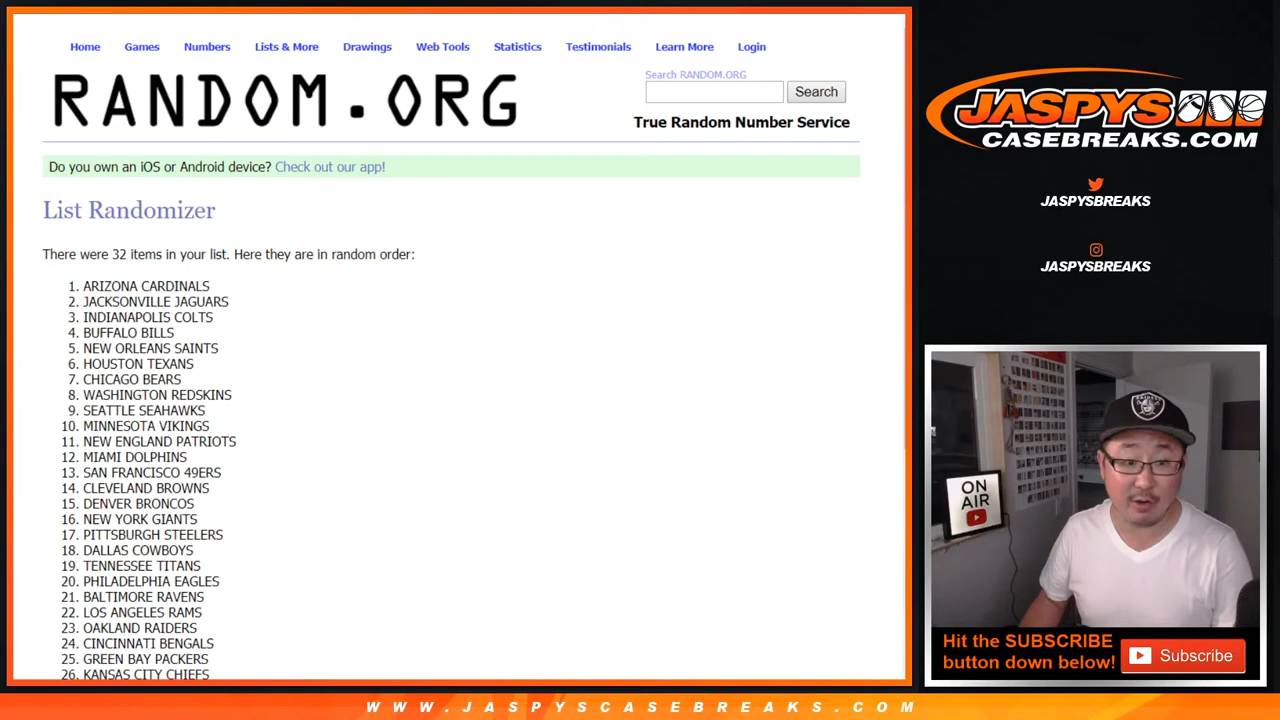 Home Games Numbers Lists & More Drawings Web Tools Statistics Testimonials Learn More Login
RANDOM.ORG
Search RANDOM.ORG
Search
True Random Number Service
Do you own an iOS or Android device? Check out our app!
List Randomizer
There were 32 items in your list. Here they are in random order:
1. ARIZONA CARDINALS
2. JACKSONVILLE JAGUARS
3. INDIANAPOLIS COLTS
4. BUFFALO BILLS
5. NEW ORLEANS SAINTS
6. HOUSTON TEXANS
7. CHICAGO BEARS
8. WASHINGTON REDSKINS
9. SEATTLE SEAHAWKS
10. MINNESOTA VIKINGS
11. NEW ENGLAND PATRIOTS
12. MIAMI DOLPHINS
13. SAN FRANCISCO 49ERS
14. CLEVELAND BROWNS
15. DENVER BRONCOS
16. NEW YORK GIANTS
17. PITTSBURGH STEELERS
18. DALLAS COWBOYS
19. TENNESSEE TITANS
20. PHILADELPHIA EAGLES
21. BALTIMORE RAVENS
22. LOS ANGELES RAMS
23. OAKLAND RAIDERS
24. CINCINNATI BENGALS
25. GREEN BAY PACKERS
26. KANSAS CITY CHIEFS
JASPYS
CASEBREAKS.COM
JASPYSBREAKS
JASPYSBREAKS
RAIDERS
ON
AIR
Hit the SUBSCRIBE
button down below!
Subscribe
WWW.JASPYSCASEBREAKS.COM